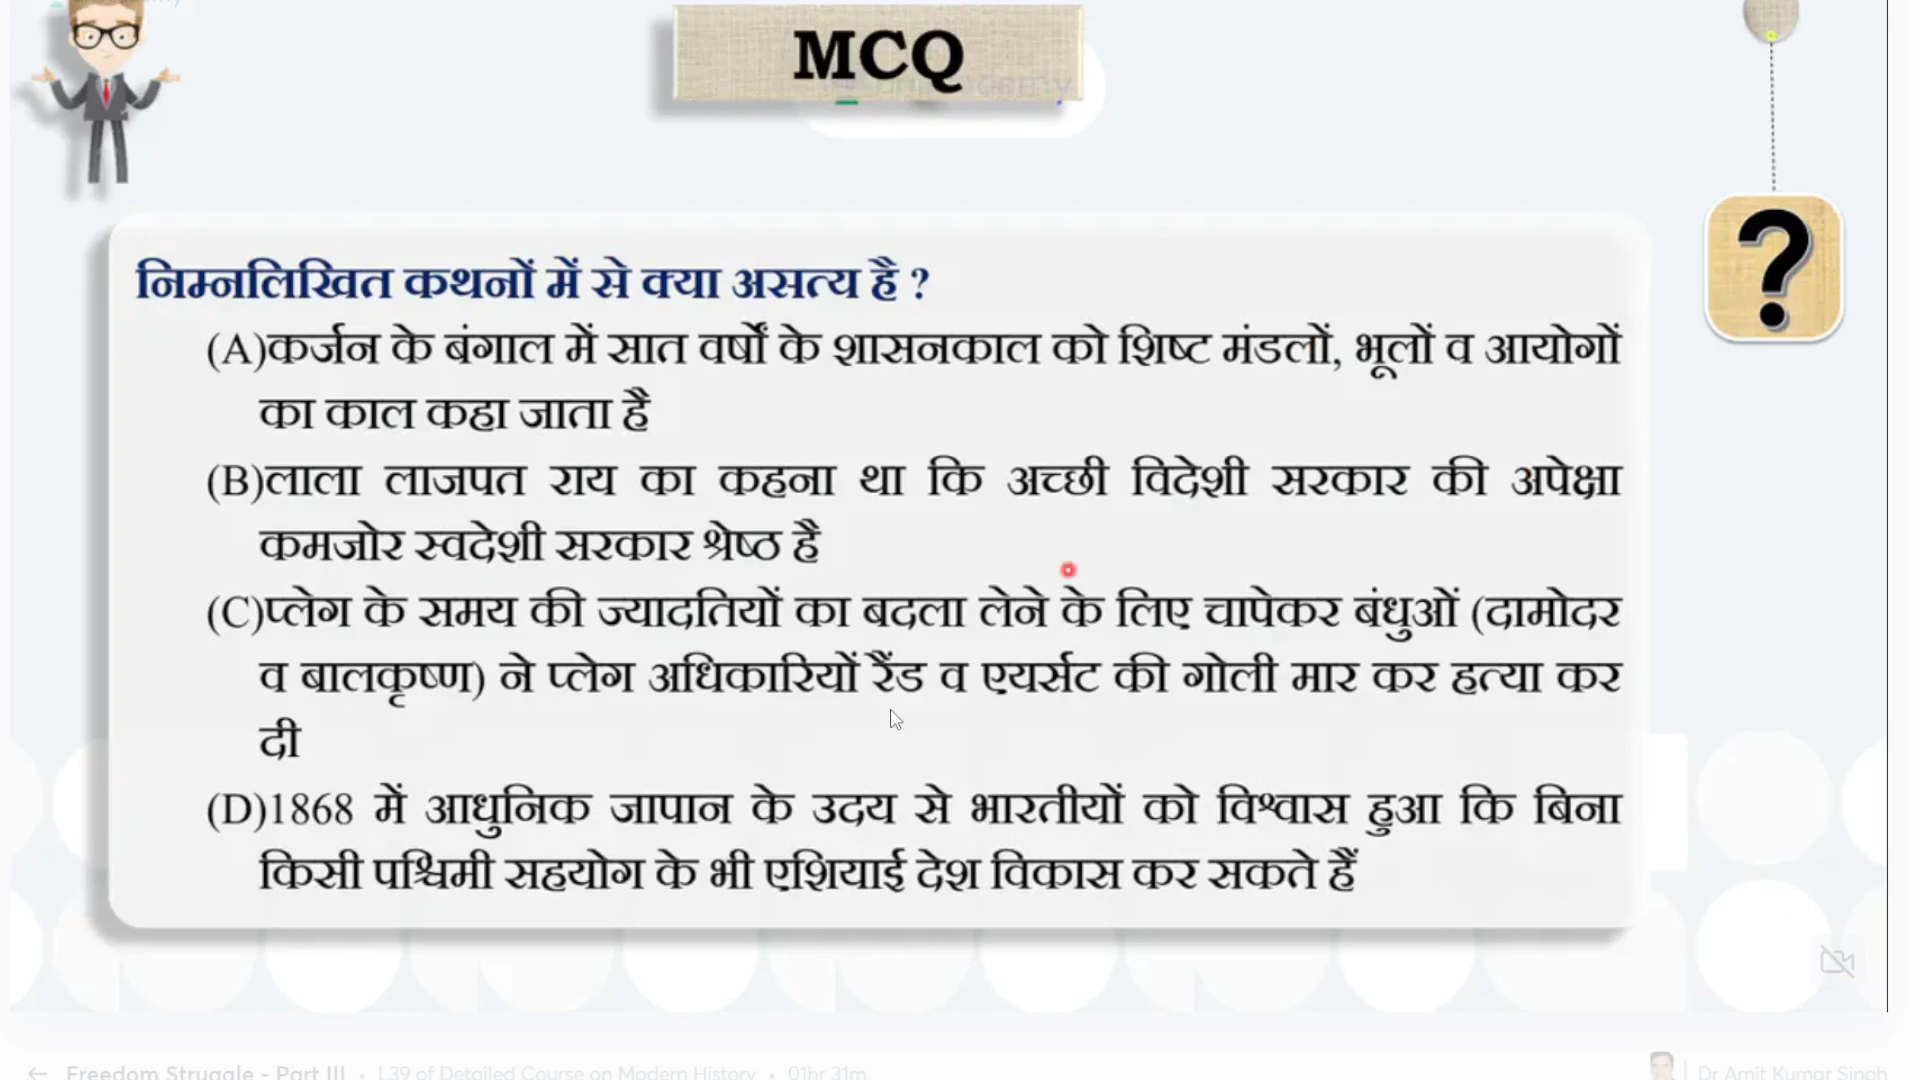 MCQ
निम्नलिखित कथनों में से क्या असत्य है ?
(A)कर्जन के बंगाल में सात वर्षों के शासनकाल को शिष्ट मंडलों, भूलों व आयोगों
का काल कहा जाता है
(B)लाला लाजपत राय का कहना था कि अच्छी विदेशी सरकार की अपेक्षा
कमजोर स्वदेशी सरकार श्रेष्ठ है
(C)प्लेग के समय की ज्यादतियों का बदला लेने के लिए चापेकर बंधुओं (दामोदर
व बालकृष्ण) ने प्लेग अधिकारियों रैंड व एयर्सट की गोली मार कर हत्या कर
दी
(D)1868 में आधुनिक जापान के उदय से भारतीयों को विश्वास हुआ कि बिना
किसी पश्चिमी सहयोग के भी एशियाई देश विकास कर सकते हैं
?
Freedom Struggle - Part III • L39 of Detailed Course on Modern History • 01hr 31m
Dr Amit Kumar Singh